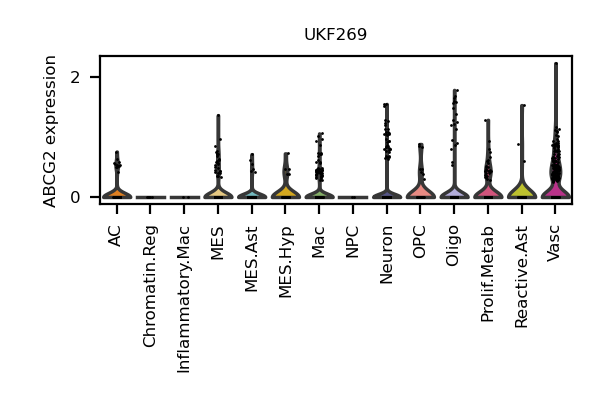 UKF269
ABCG2 expression
2
0
AC
Chromatin.Reg
Inflammatory.Mac
MES
MES.Ast
MES.Hyp
Mac
NPC
Neuron
OPC
Oligo
Prolif.Metab
Reactive.Ast
Vasc